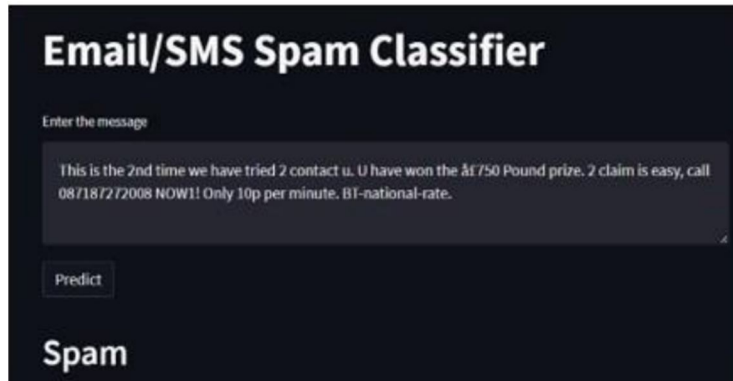 Email/SMS Spam Classifier
Enter the message
This is the 2nd time we have tried 2 contact u. U have won the å£750 Pound prize. 2 claim is easy, call
087187272008 NOW1! Only 10p per minute. BT-national-rate.
Predict
Spam